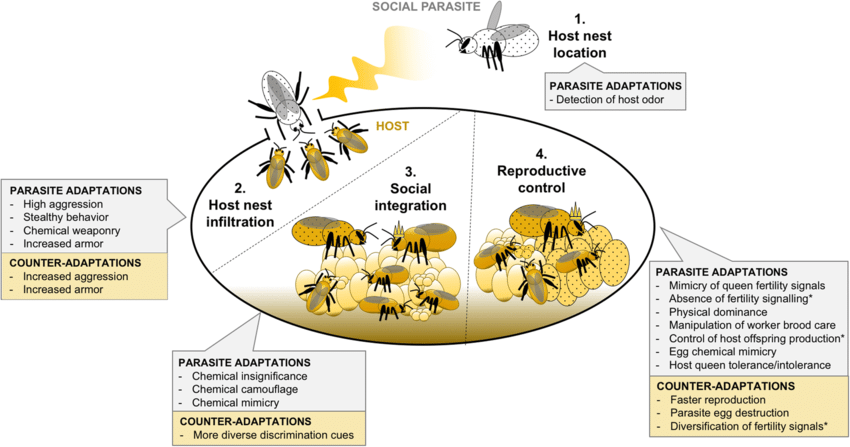 SOCIAL PARASITE
1.
Host nest
location
PARASITE ADAPTATIONS
- Detection of host odor
HOST
2.
Host nest
infiltration
PARASITE ADAPTATIONS
- High aggression
- Stealthy behavior
- Chemical weaponry
- Increased armor
COUNTER-ADAPTATIONS
- Increased aggression
- Increased armor
3.
Social
integration
PARASITE ADAPTATIONS
- Chemical insignificance
- Chemical camouflage
- Chemical mimicry
COUNTER-ADAPTATIONS
- More diverse discrimination cues
4.
Reproductive
control
PARASITE ADAPTATIONS
- Mimicry of queen fertility signals
- Absence of fertility signalling*
- Physical dominance
- Manipulation of worker brood care
- Control of host offspring production*
- Egg chemical mimicry
- Host queen tolerance/intolerance
COUNTER-ADAPTATIONS
- Faster reproduction
- Parasite egg destruction
- Diversification of fertility signals*